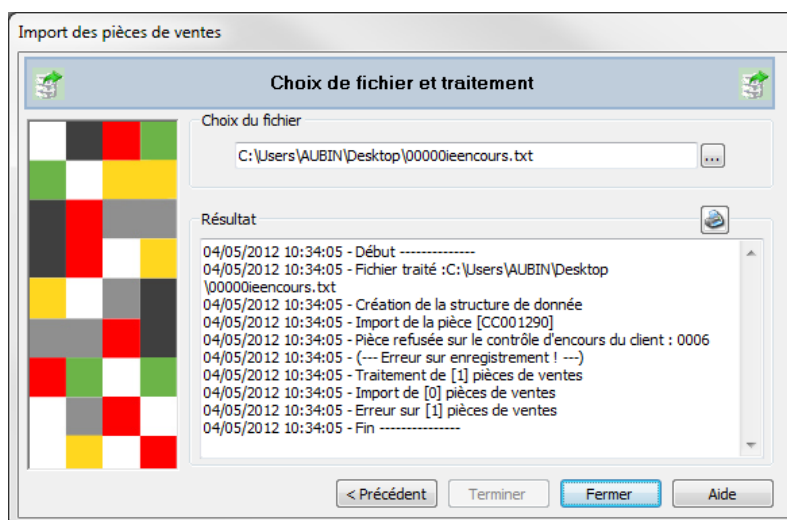 Import des pièces de ventes
Choix de fichier et traitement
Choix du fichier
C:\Users\AUBIN\Desktop\00000ieencours.txt
...
Résultat
04/05/2012 10:34:05 - Début --------------
04/05/2012 10:34:05 - Fichier traité :C:\Users\AUBIN\Desktop
\00000ieencours.txt
04/05/2012 10:34:05 - Création de la structure de donnée
04/05/2012 10:34:05 - Import de la pièce [CC001290]
04/05/2012 10:34:05 - Pièce refusée sur le contrôle d'encours du client : 0006
04/05/2012 10:34:05 - (--- Erreur sur enregistrement ! ---)
04/05/2012 10:34:05 - Traitement de [1] pièces de ventes
04/05/2012 10:34:05 - Import de [0] pièces de ventes
04/05/2012 10:34:05 - Erreur sur [1] pièces de ventes
04/05/2012 10:34:05 - Fin ---------------
< Précédent Terminer Fermer Aide